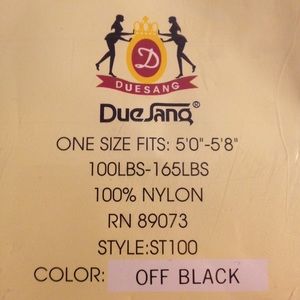 D
DUESANG
DueSang®
ONE SIZE FITS: 5'0"-5'8"
100LBS-165LBS
100% NYLON
RN 89073
STYLE:ST100
COLOR: OFF BLACK